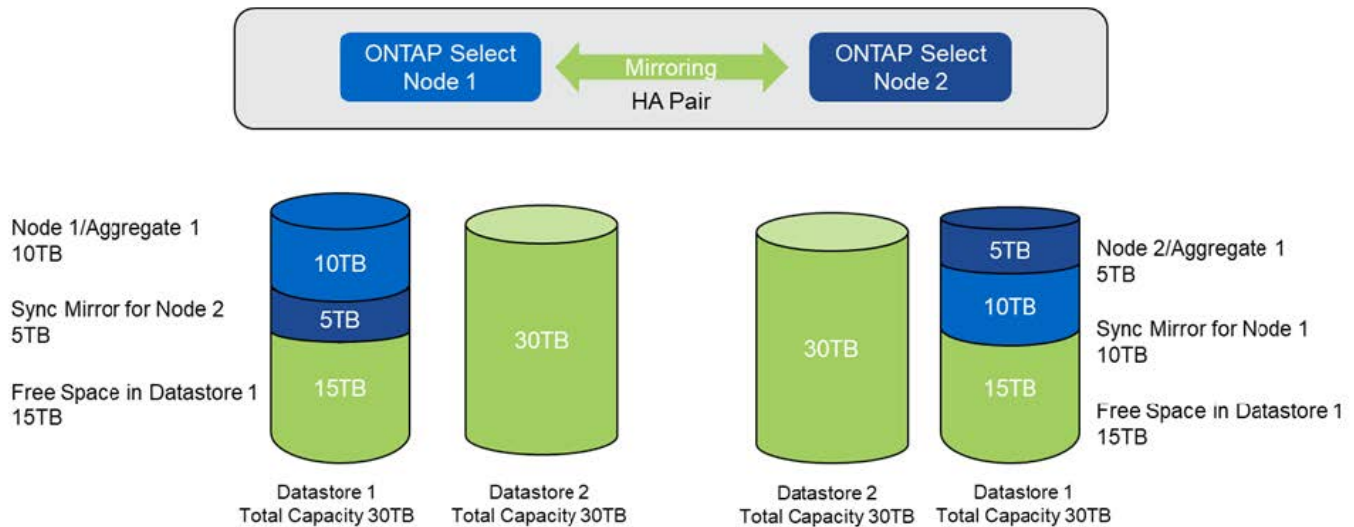 ONTAP Select
Node 1
Mirroring
HA Pair
ONTAP Select
Node 2
Node 1/Aggregate 1
10TB
Sync Mirror for Node 2
5TB
Free Space in Datastore 1
15TB
10TB
5TB
15TB
30TB
30TB
5TB
10TB
15TB
Node 2/Aggregate 1
5TB
Sync Mirror for Node 1
10TB
Free Space in Datastore 1
15TB
Datastore 1
Total Capacity 30TB
Datastore 2
Total Capacity 30TB
Datastore 2
Total Capacity 30TB
Datastore 1
Total Capacity 30TB